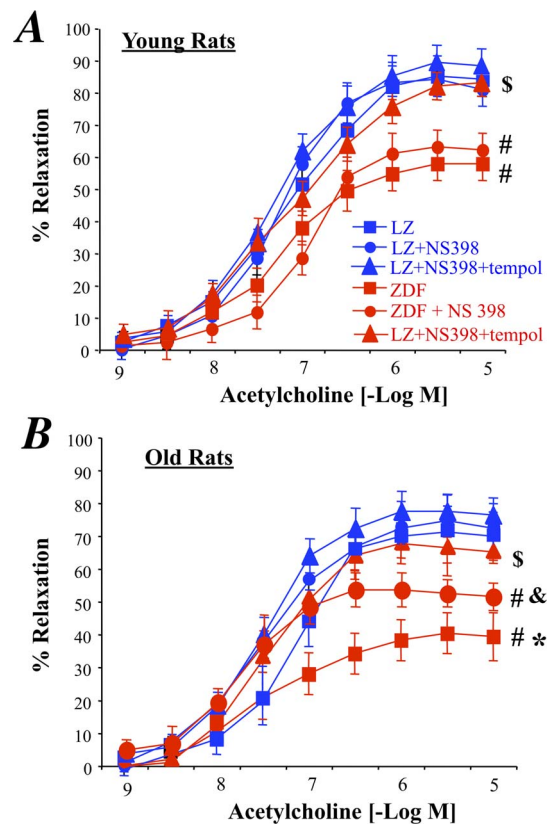 A
Young Rats
100
90
80
70
60
50
40
30
20
10
0
% Relaxation
$
#
#
LZ
LZ+NS398
LZ+NS398+tempol
ZDF
ZDF + NS 398
LZ+NS398+tempol
9 8 7 6 5
Acetylcholine [-Log M]
B
Old Rats
100
90
80
70
60
50
40
30
20
10
0
% Relaxation
$
# &
# *
9 8 7 6 5
Acetylcholine [-Log M]